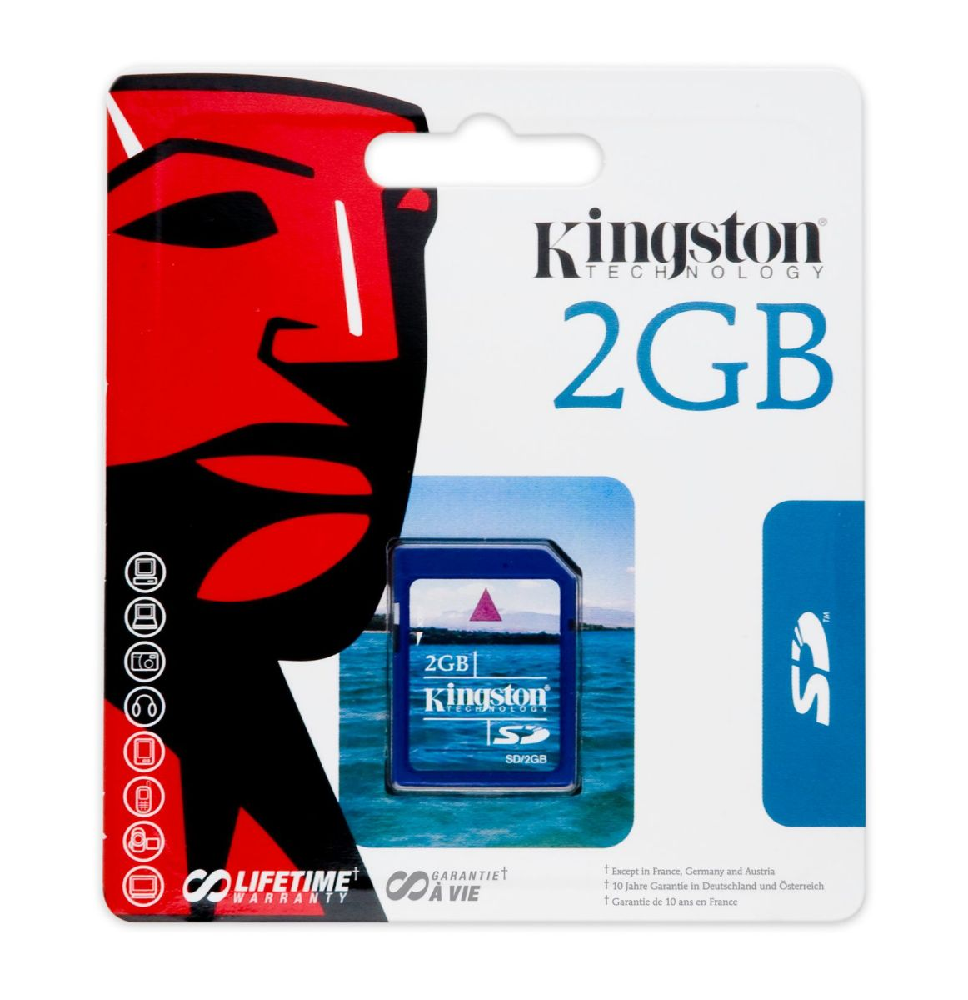 Kingston®
TECHNOLOGY
2GB
2GB
Kingston®
TECHNOLOGY
SD
SD/2GB
SD™
LIFETIME†
WARRANTY
GARANTIE†
À VIE
† Except in France, Germany and Austria
† 10 Jahre Garantie in Deutschland und Österreich
† Garantie de 10 ans en France